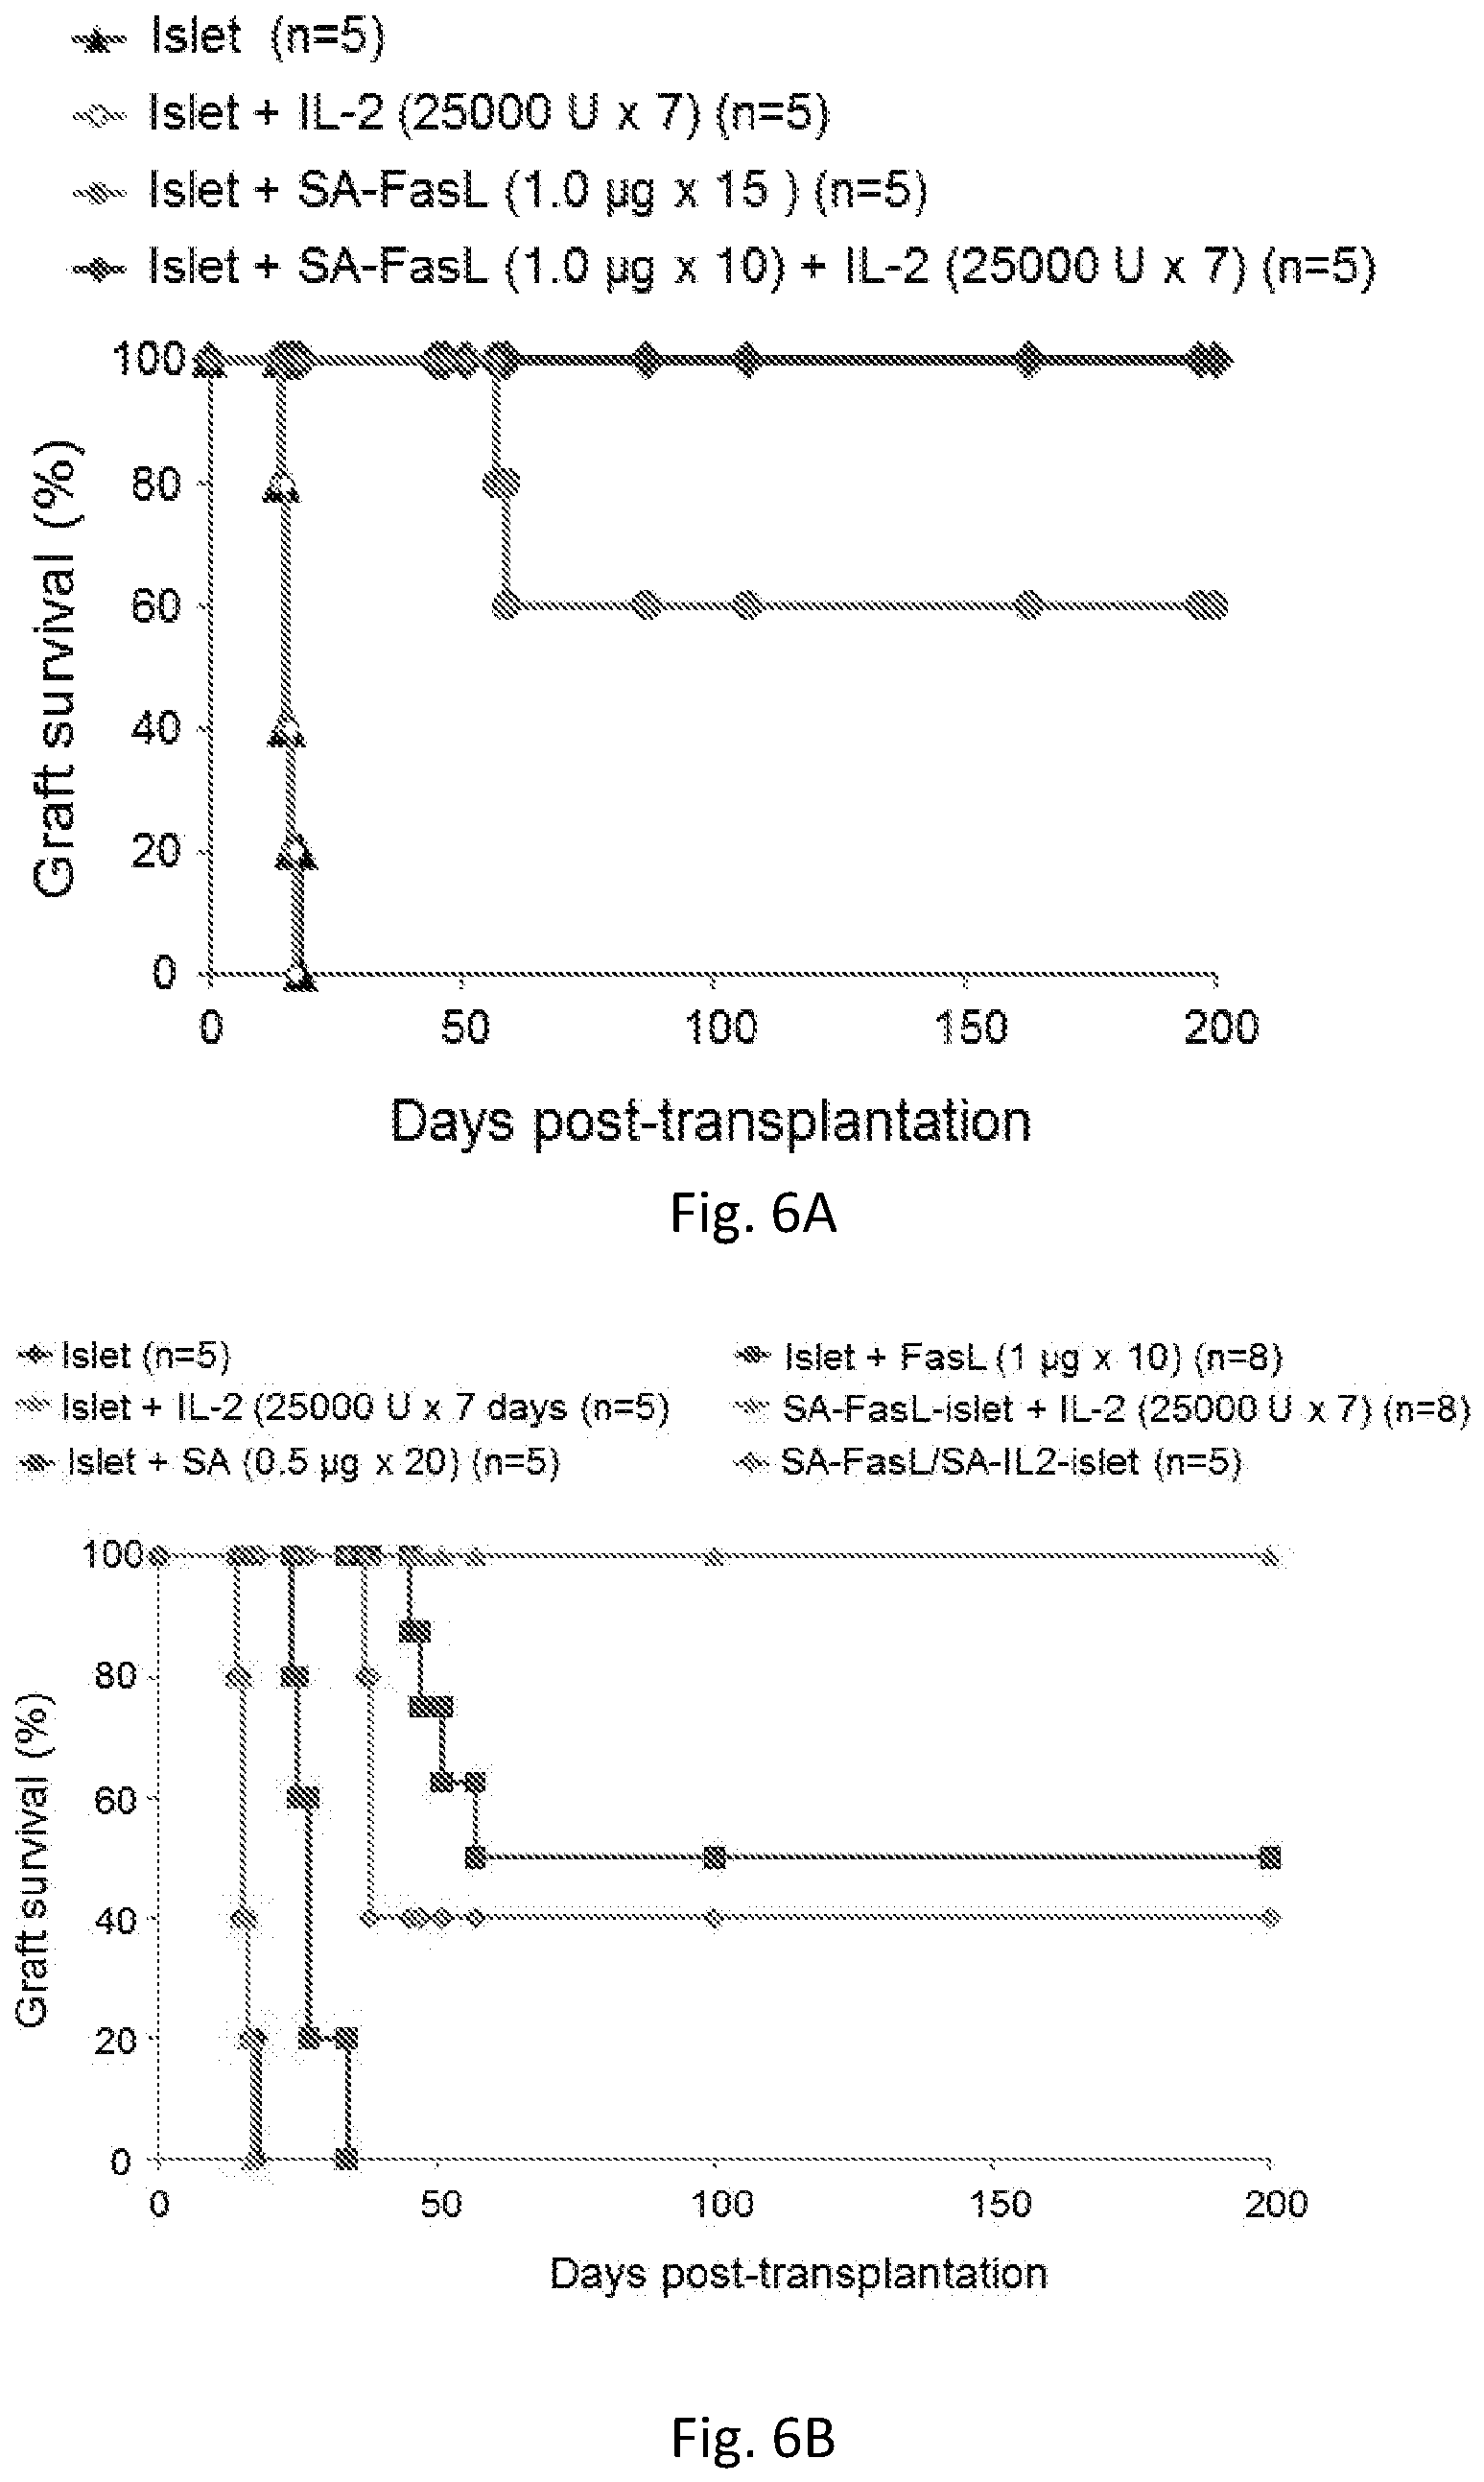 Islet (n=5)
Islet + IL-2 (25000 U x 7) (n=5)
Islet + SA-FasL (1.0 µg x 15 ) (n=5)
Islet + SA-FasL (1.0 µg x 10) + IL-2 (25000 U x 7) (n=5)
100
80
60
40
20
0
Graft survival (%)
0 50 100 150 200
Days post-transplantation
Fig. 6A
Islet (n=5)
Islet + IL-2 (25000 U x 7 days (n=5)
Islet + SA (0.5 µg x 20) (n=5)
Islet + FasL (1 µg x 10) (n=8)
SA-FasL-islet + IL-2 (25000 U x 7) (n=8)
SA-FasL/SA-IL2-islet (n=5)
100
80
60
40
20
0
Graft survival (%)
0 50 100 150 200
Days post-transplantation
Fig. 6B